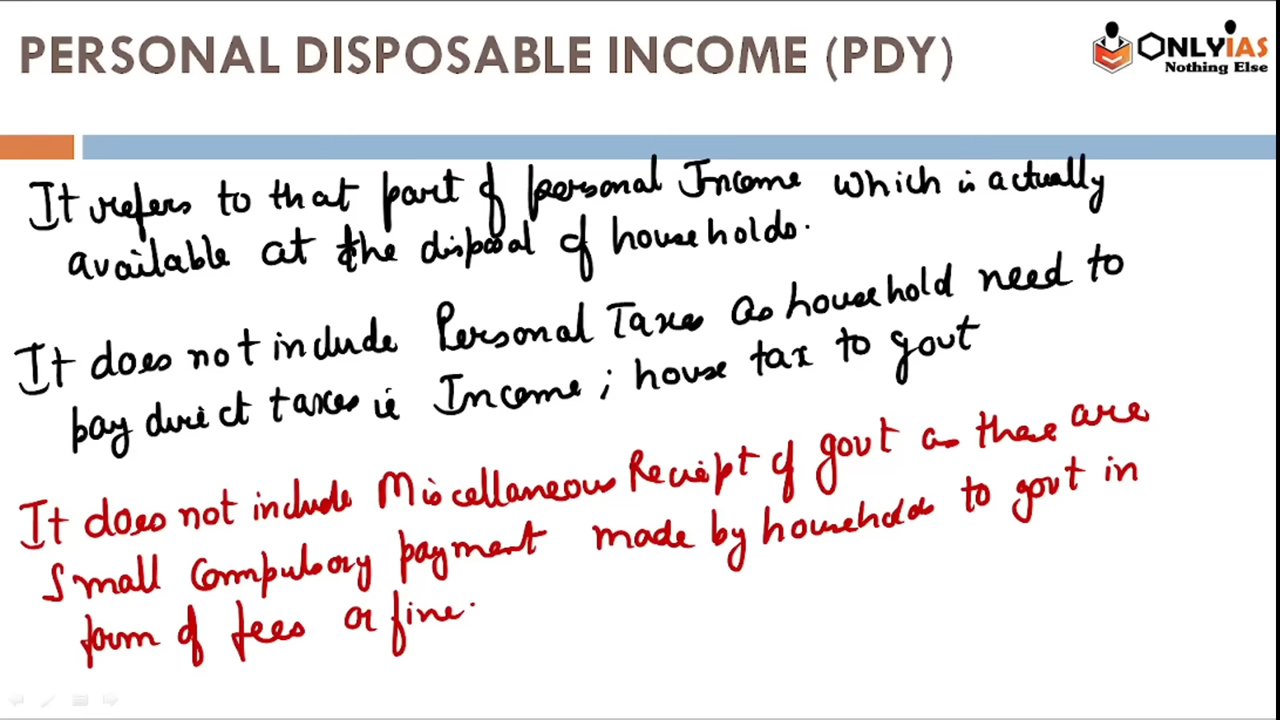 PERSONAL DISPOSABLE INCOME (PDY)
ONLYIAS
Nothing Else
It refers to that part of personal Income which is actually
available at the disposal of households.
It does not include Personal Taxes as household need to
pay direct taxes ie Income ; house tax to govt
It does not include Miscellaneous Reciept of govt as these are
Small Compulsory payment made by households to govt in
form of fees or fine.